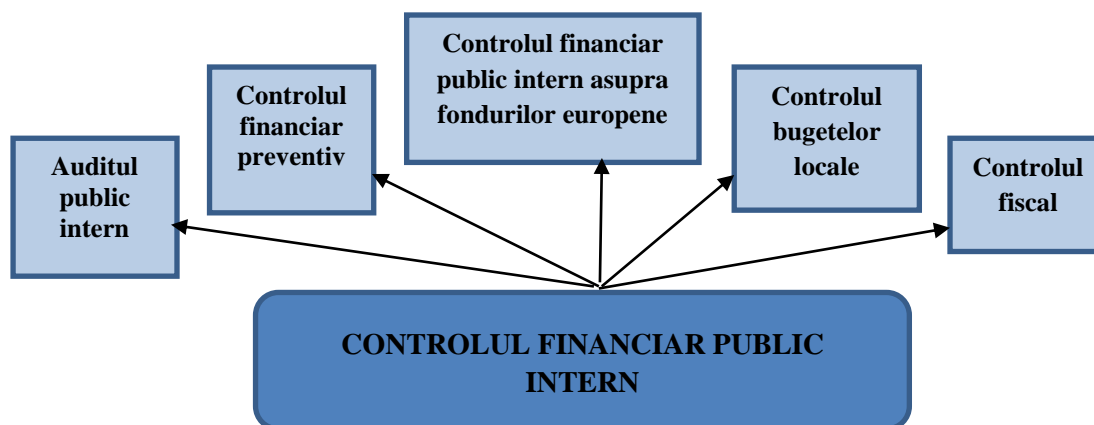 Auditul
public
intern
Controlul
financiar
preventiv
Controlul financiar
public intern asupra
fondurilor europene
Controlul
bugetelor
locale
Controlul
fiscal
CONTROLUL FINANCIAR PUBLIC
INTERN